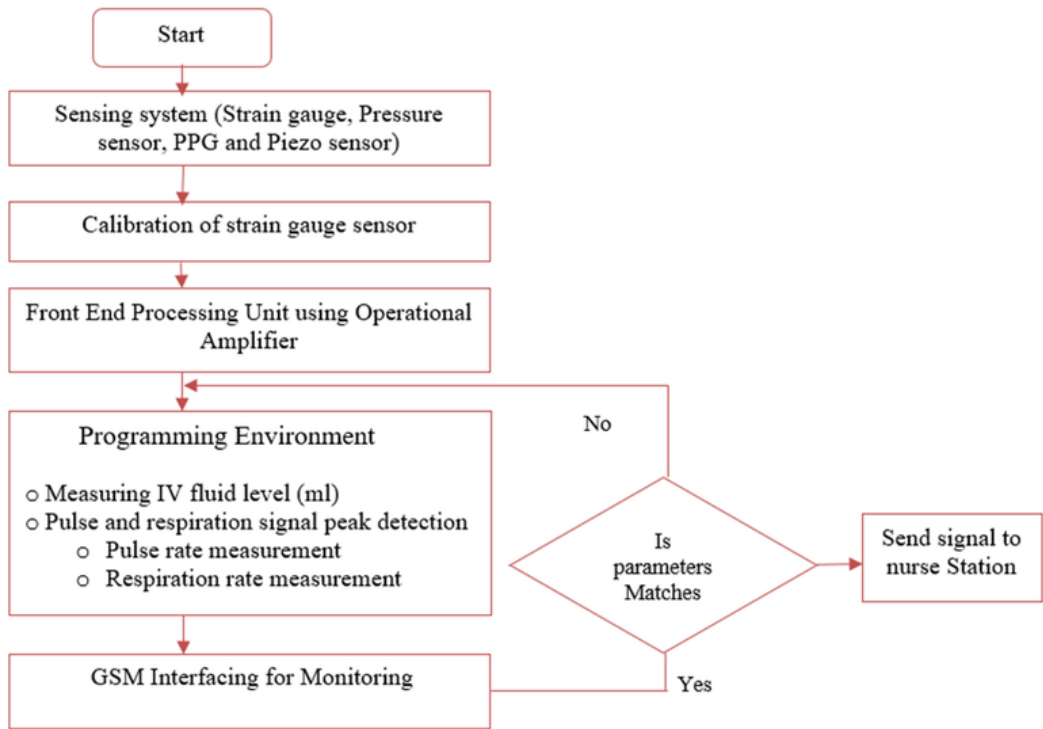 Start
Sensing system (Strain gauge, Pressure
sensor, PPG and Piezo sensor)
Calibration of strain gauge sensor
Front End Processing Unit using Operational
Amplifier
Programming Environment
o Measuring IV fluid level (ml)
o Pulse and respiration signal peak detection
o Pulse rate measurement
o Respiration rate measurement
GSM Interfacing for Monitoring
No
Is
parameters
Matches
Yes
Send signal to
nurse Station